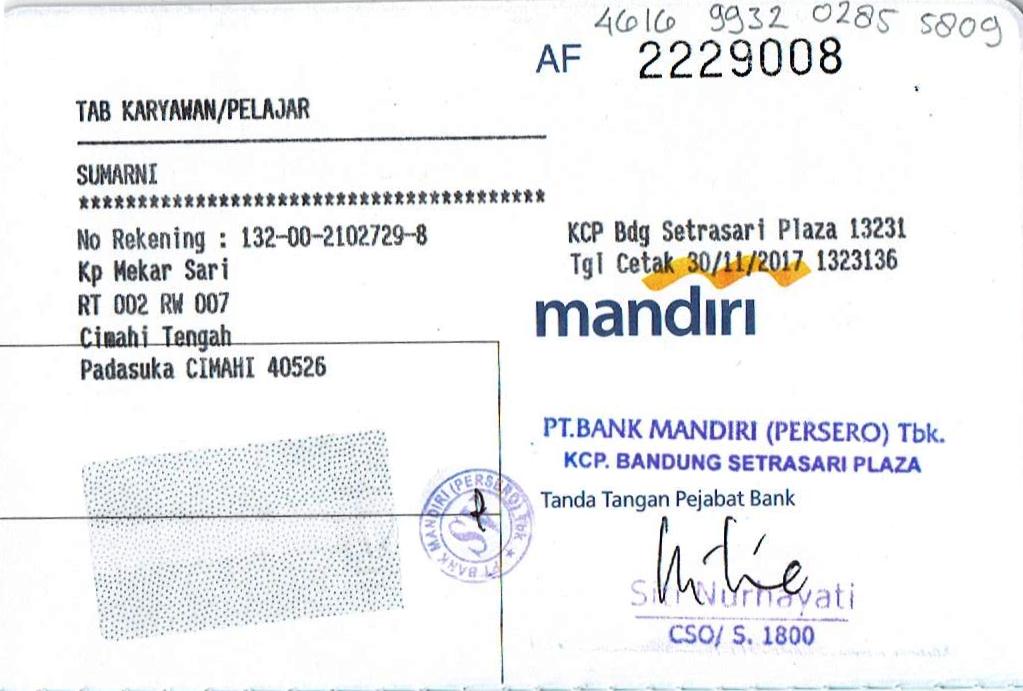 4616 9932 0285 5809
AF 2229008
TAB KARYAWAN/PELAJAR
SUMARNI
****************************************
No Rekening : 132-00-2102729-8
Kp Mekar Sari
RT 002 RW 007
Cimahi Tengah
Padasuka CIMAHI 40526
KCP Bdg Setrasari Plaza 13231
Tgl Cetak 30/11/2017 1323136
mandiri
PT.BANK MANDIRI (PERSERO) Tbk.
KCP. BANDUNG SETRASARI PLAZA
Tanda Tangan Pejabat Bank
Siti Nurhayati
CSO/ S. 1800
PT BANK MANDIRI (PERSERO) Tbk